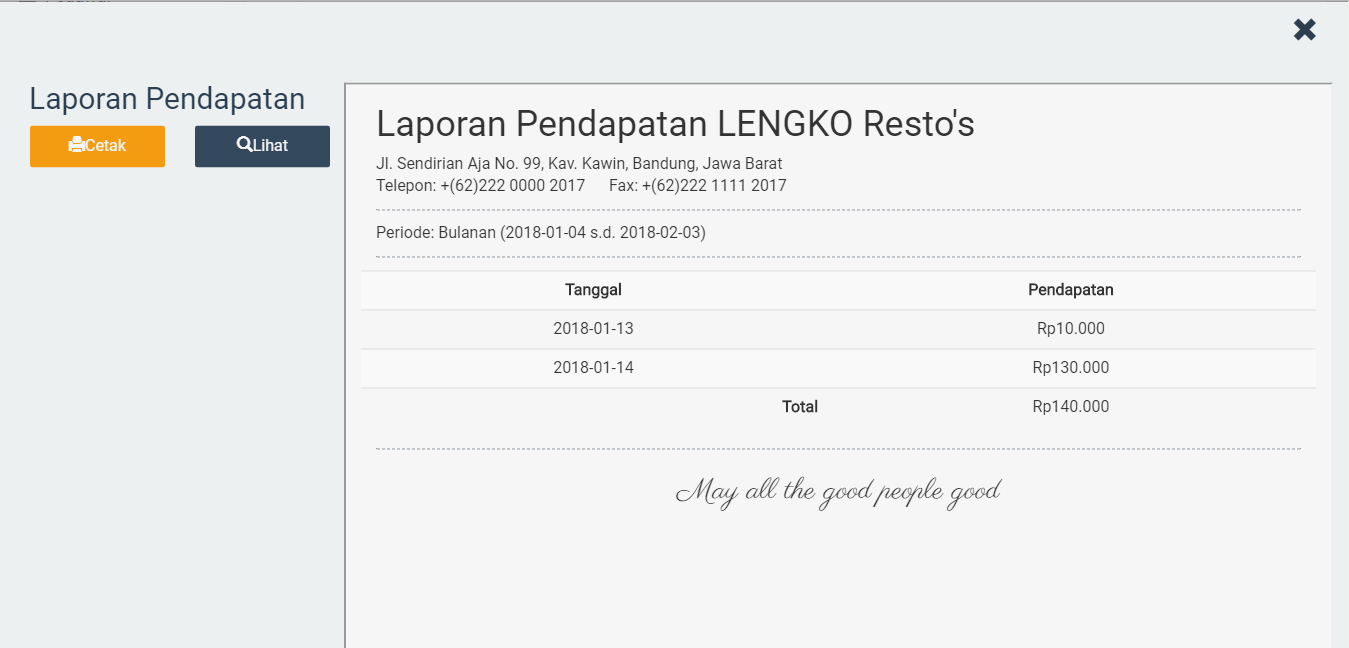 Laporan Pendapatan
Cetak
Lihat
Laporan Pendapatan LENGKO Resto's
Jl. Sendirian Aja No. 99, Kav. Kawin, Bandung, Jawa Barat
Telepon: +(62)222 0000 2017 Fax: +(62)222 1111 2017
Periode: Bulanan (2018-01-04 s.d. 2018-02-03)
Tanggal Pendapatan
2018-01-13 Rp10.000
2018-01-14 Rp130.000
Total Rp140.000
May all the good people good